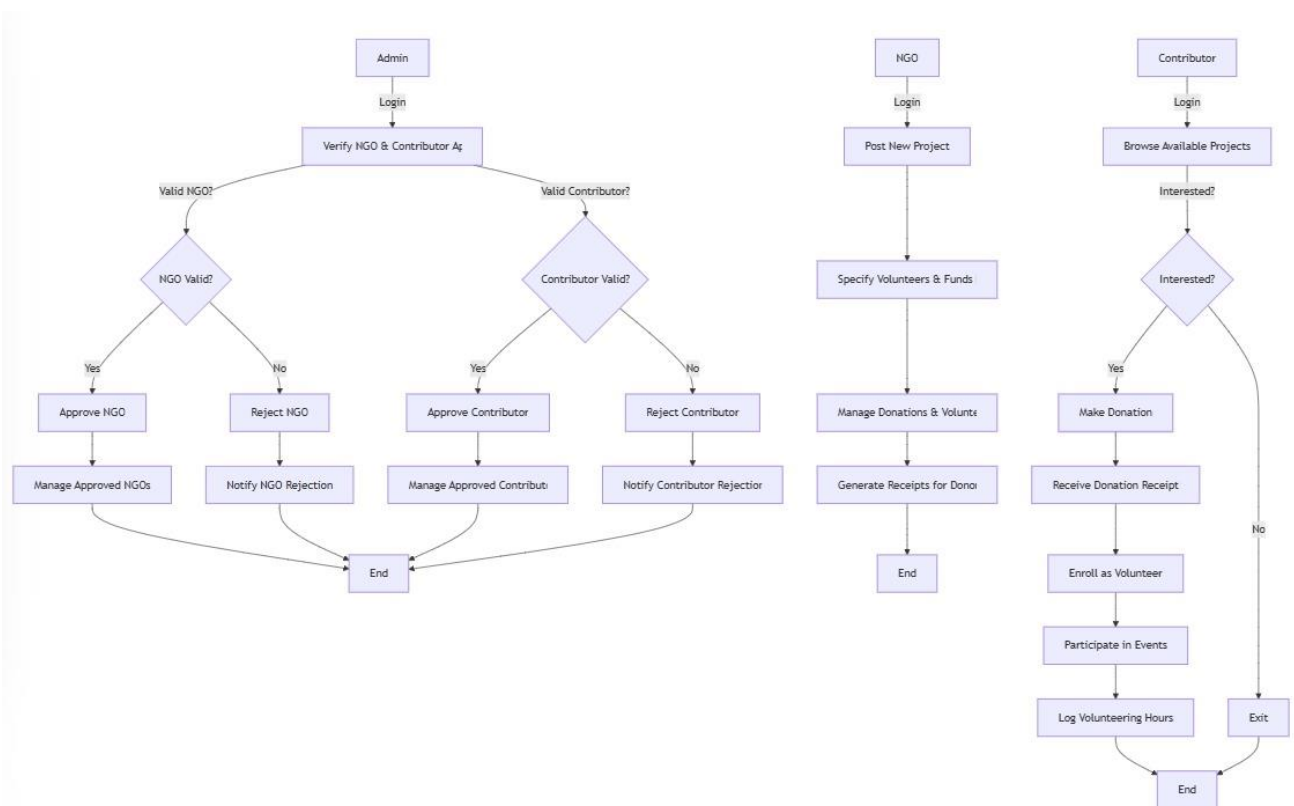 Admin
NGO
Contributor
Login
Login
Login
Verify NGO & Contributor Ap
Post New Project
Browse Available Projects
Valid NGO?
Valid Contributor?
Interested?
NGO Valid?
Contributor Valid?
Specify Volunteers & Funds
Interested?
Yes
No
Yes
No
Yes
Approve NGO
Reject NGO
Approve Contributor
Reject Contributor
Manage Donations & Volunte
Make Donation
Manage Approved NGOs
Notify NGO Rejection
Manage Approved Contribut
Notify Contributor Rejection
Generate Receipts for Dono
Receive Donation Receipt
No
End
End
Enroll as Volunteer
Participate in Events
Log Volunteering Hours
Exit
End